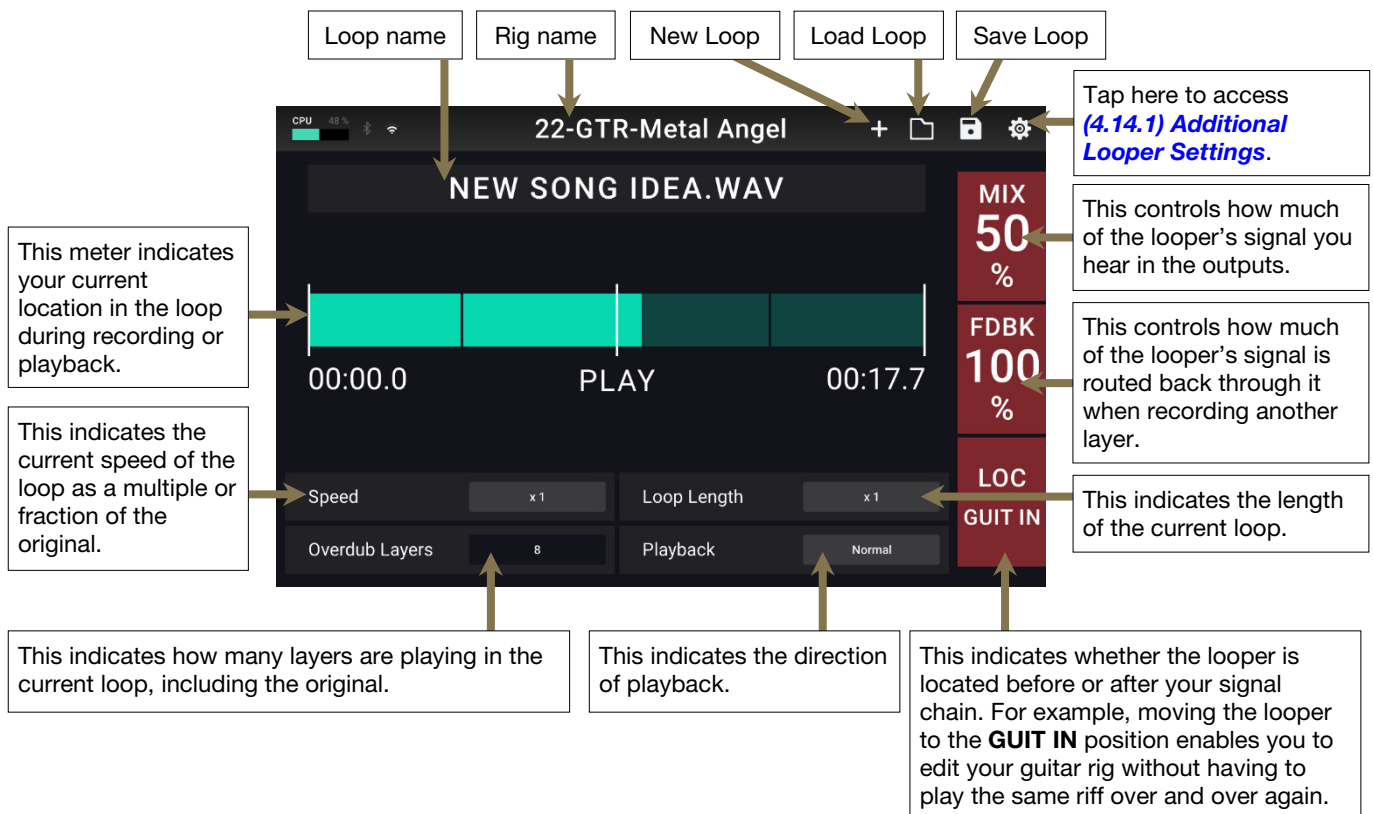 Loop name
Rig name
New Loop
Load Loop
Save Loop
Tap here to access
(4.14.1) Additional
Looper Settings.
CPU 48%
22-GTR-Metal Angel
NEW SONG IDEA.WAV
MIX
50
%
This controls how much
of the looper's signal you
hear in the outputs.
This meter indicates
your current
location in the loop
during recording or
playback.
00:00.0
PLAY
00:17.7
FDBK
100
%
This controls how much
of the looper's signal is
routed back through it
when recording another
layer.
This indicates the
current speed of the
loop as a multiple or
fraction of the
original.
Speed
x 1
Loop Length
x 1
LOC
GUIT IN
This indicates the length
of the current loop.
Overdub Layers
8
Playback
Normal
This indicates how many layers are playing in the
current loop, including the original.
This indicates the direction
of playback.
This indicates whether the looper is
located before or after your signal
chain. For example, moving the looper
to the GUIT IN position enables you to
edit your guitar rig without having to
play the same riff over and over again.